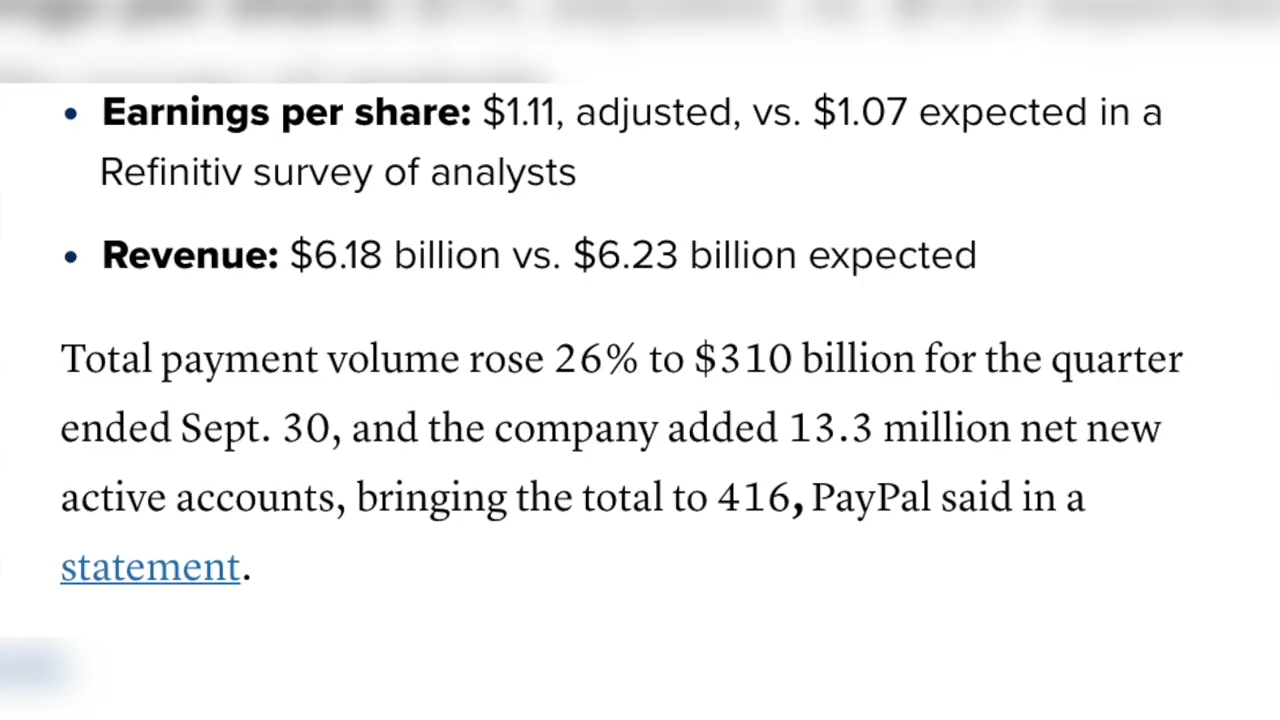 • Earnings per share: $1.11, adjusted, vs. $1.07 expected in a
Refinitiv survey of analysts
• Revenue: $6.18 billion vs. $6.23 billion expected
Total payment volume rose 26% to $310 billion for the quarter
ended Sept. 30, and the company added 13.3 million net new
active accounts, bringing the total to 416, PayPal said in a
statement.